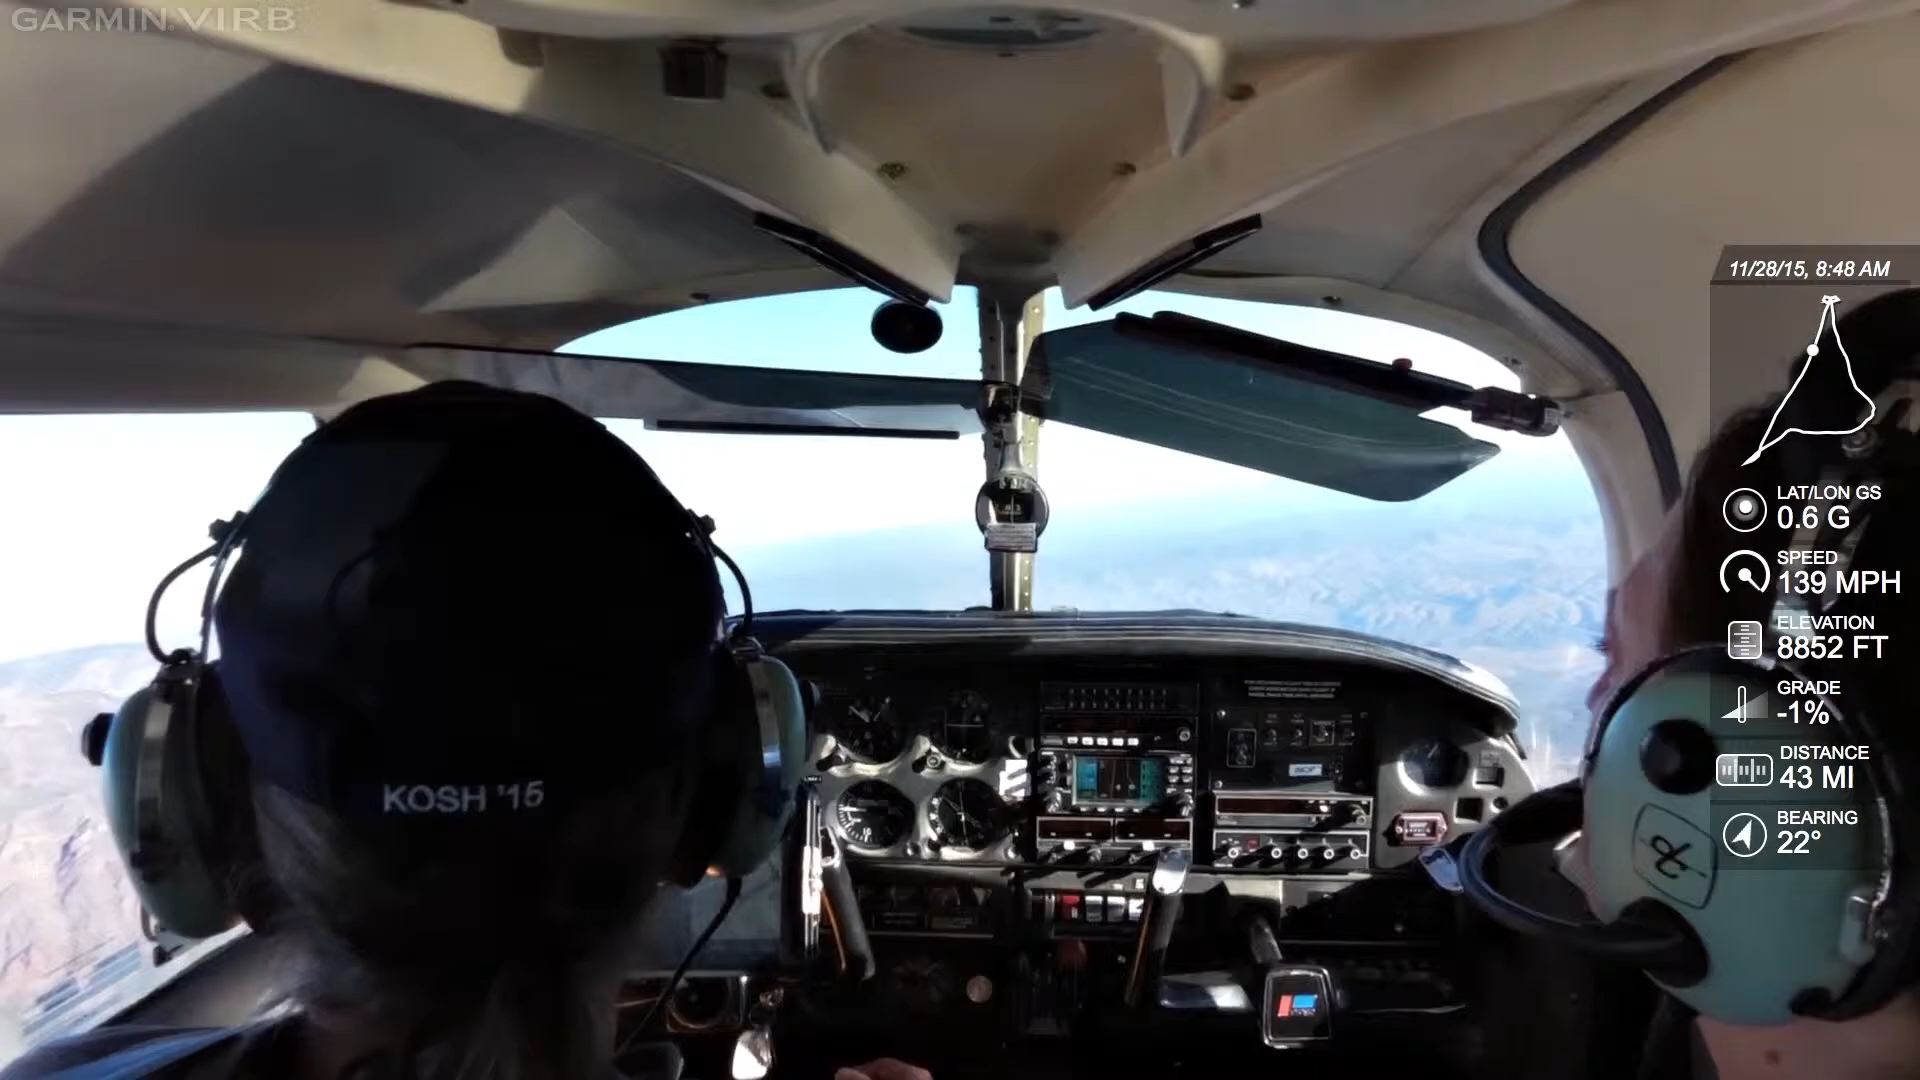 GARMIN.VIRB
11/28/15, 8:48 AM
LAT/LON GS
0.6 G
SPEED
139 MPH
ELEVATION
8852 FT
GRADE
-1%
DISTANCE
43 MI
BEARING
22°
KOSH '15